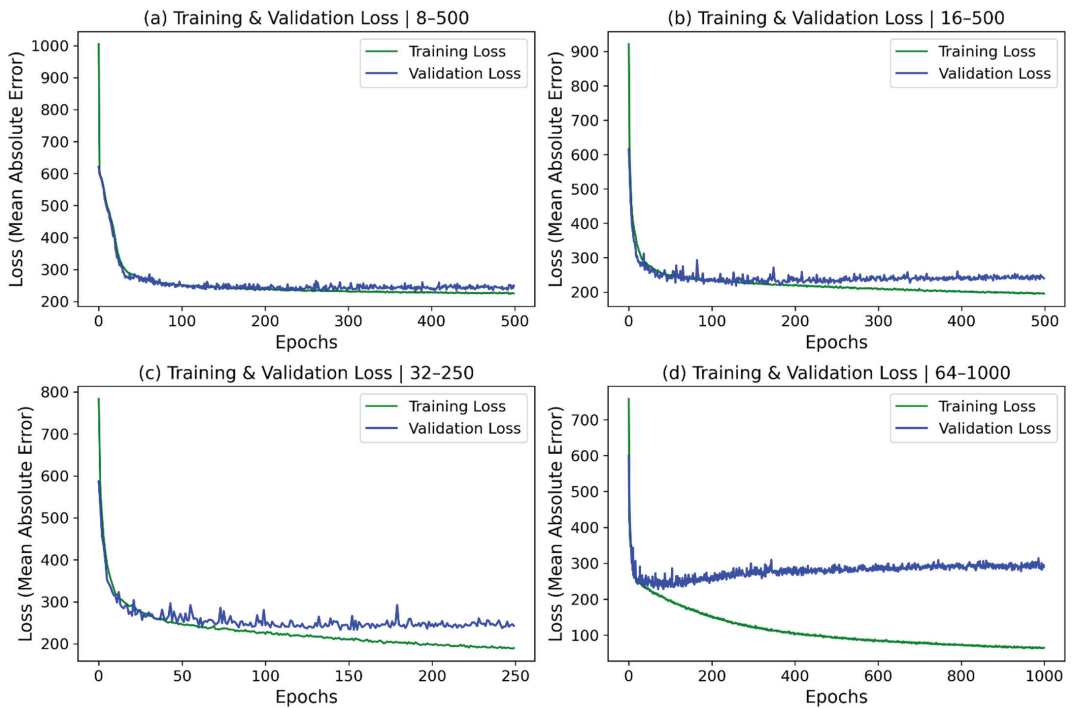 (a) Training & Validation Loss | 8–500
Loss (Mean Absolute Error)
1000
900
800
700
600
500
400
300
200
Training Loss
Validation Loss
0 100 200 300 400 500
Epochs
(b) Training & Validation Loss | 16–500
Loss (Mean Absolute Error)
900
800
700
600
500
400
300
200
Training Loss
Validation Loss
0 100 200 300 400 500
Epochs
(c) Training & Validation Loss | 32–250
Loss (Mean Absolute Error)
800
700
600
500
400
300
200
Training Loss
Validation Loss
0 50 100 150 200 250
Epochs
(d) Training & Validation Loss | 64–1000
Loss (Mean Absolute Error)
700
600
500
400
300
200
100
Training Loss
Validation Loss
0 200 400 600 800 1000
Epochs